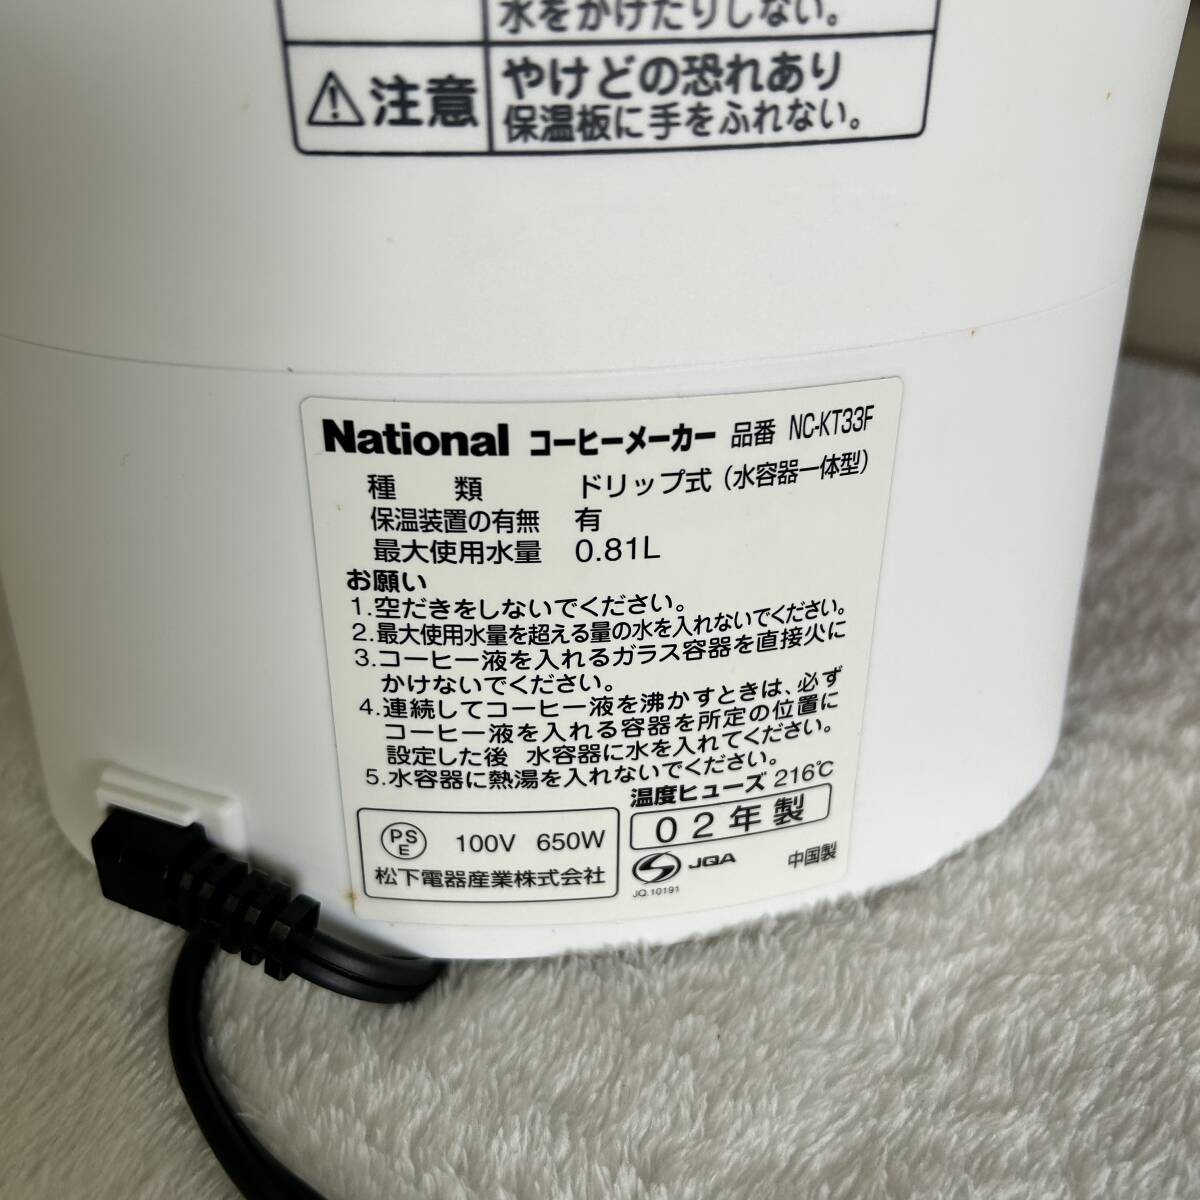 水をかけたりしない。
注意
やけどの恐れあり
保温板に手をふれない。
National コーヒーメーカー 品番 NC-KT33F
種類 ドリップ式(水容器一体型)
保温装置の有無 有
最大使用水量 0.81L
お願い
1.空だきをしないでください。
2.最大使用水量を超える量の水を入れないでください。
3.コーヒー液を入れるガラス容器を直接火に
かけないでください。
4.連続してコーヒー液を沸かすときは、必ず
コーヒー液を入れる容器を所定の位置に
設定した後 水容器に水を入れてください。
5.水容器に熱湯を入れないでください。
温度ヒューズ 216℃
PSE 100V 650W
松下電器産業株式会社
02年製
JQA 中国製
JQ.10191